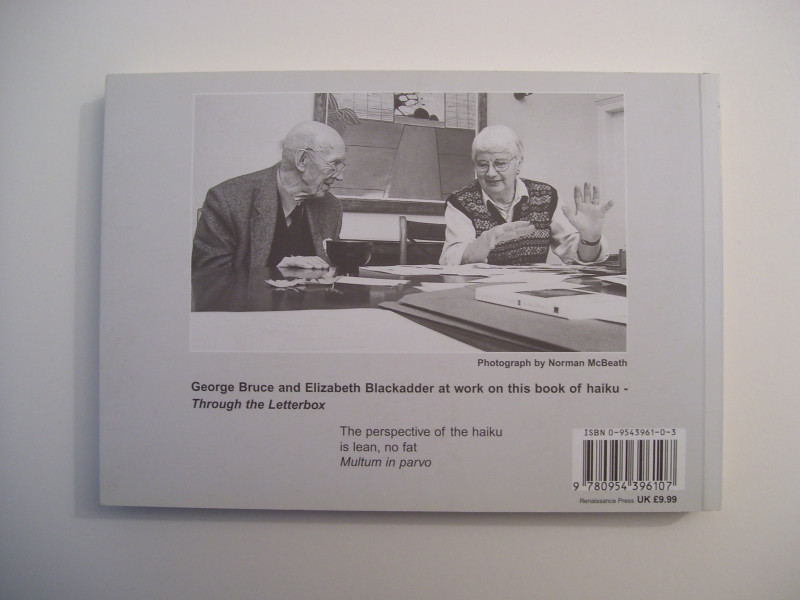 Photograph by Norman McBeath
George Bruce and Elizabeth Blackadder at work on this book of haiku -
Through the Letterbox
The perspective of the haiku
is lean, no fat
Multum in parvo
ISBN 0-9543961-0-3
9 780954 396107
Renaissance Press UK £9.99